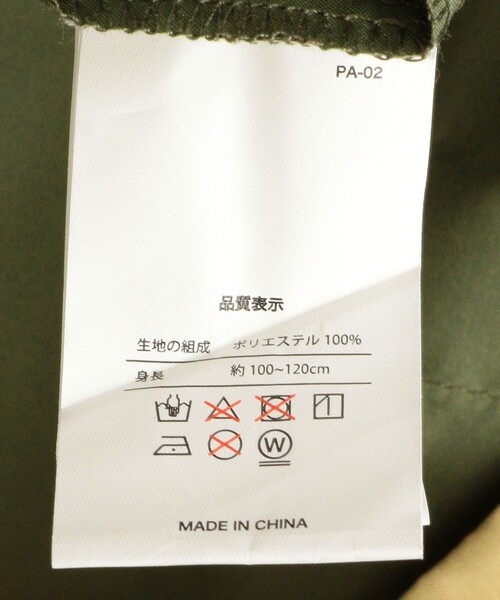 PA-02
品質表示
生地の組成 ポリエステル 100%
身長 約 100~120cm
W
MADE IN CHINA